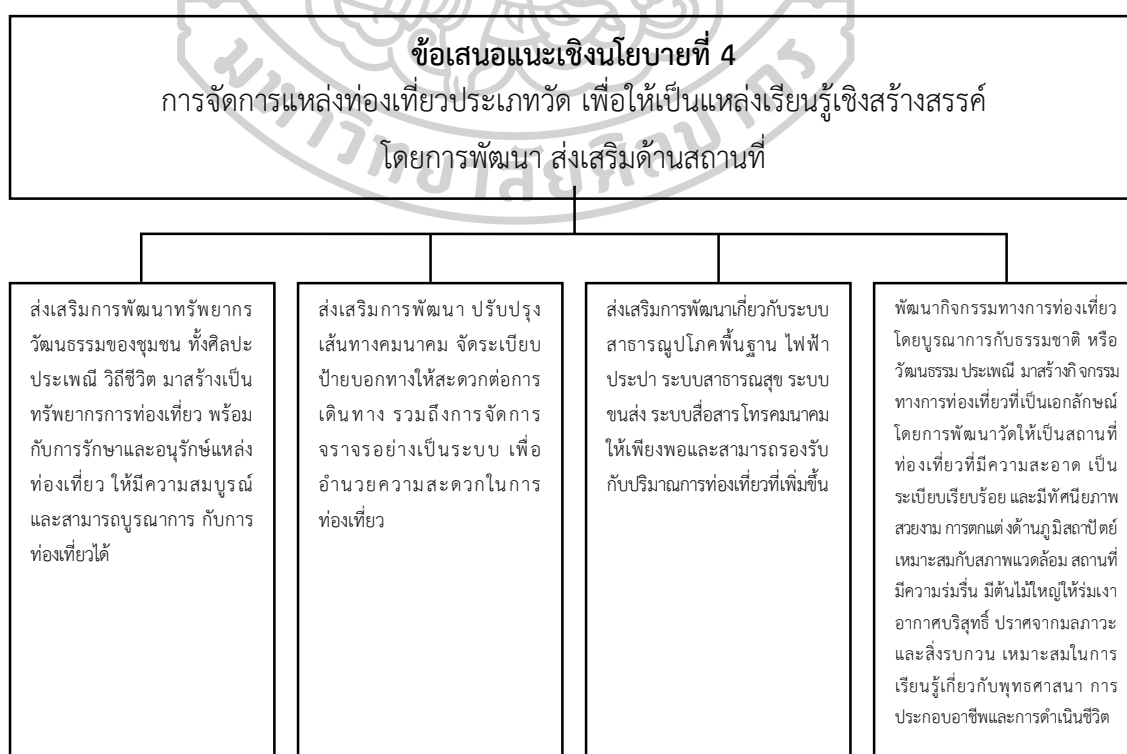 ข้อเสนอแนะเชิงนโยบายที่ 4
การจัดการแหล่งท่องเที่ยวประเภทวัด เพื่อให้เป็นแหล่งเรียนรู้เชิงสร้างสรรค์
โดยการพัฒนา ส่งเสริมด้านสถานที่
มหาวิทยาลัยศิลปากร
ส่งเสริมการพัฒนาทรัพยากร
วัฒนธรรมของชุมชน ทั้งศิลปะ
ประเพณี วิถีชีวิต มาสร้างเป็น
ทรัพยากรการท่องเที่ยว พร้อม
กับการรักษาและอนุรักษ์แหล่ง
ท่องเที่ยว ให้มีความสมบูรณ์
และสามารถบูรณาการ กับการ
ท่องเที่ยวได้
ส่งเสริมการพัฒนา ปรับปรุง
เส้นทางคมนาคม จัดระเบียบ
ป้ายบอกทางให้สะดวกต่อการ
เดินทาง รวมถึงการจัดการ
จราจรอย่างเป็นระบบ เพื่อ
อำนวยความสะดวกในการ
ท่องเที่ยว
ส่งเสริมการพัฒนาเกี่ยวกับระบบ
สาธารณูปโภคพื้นฐาน ไฟฟ้า
ประปา ระบบสาธารณสุข ระบบ
ขนส่ง ระบบสื่อสารโทรคมนาคม
ให้เพียงพอและสามารถรองรับ
กับปริมาณการท่องเที่ยวที่เพิ่มขึ้น
พัฒนากิจกรรมทางการท่องเที่ยว
โดยบูรณาการกับธรรมชาติ หรือ
วัฒนธรรม ประเพณี มาสร้างกิจกรรม
ทางการท่องเที่ยวที่เป็นเอกลักษณ์
โดยการพัฒนาวัดให้เป็นสถานที่
ท่องเที่ยวที่มีความสะอาด เป็น
ระเบียบเรียบร้อย และมีทัศนียภาพ
สวยงาม การตกแต่งด้านภูมิสถาปัตย์
เหมาะสมกับสภาพแวดล้อม สถานที่
มีความร่มรื่น มีต้นไม้ใหญ่ให้ร่มเงา
อากาศบริสุทธิ์ ปราศจากมลภาวะ
และสิ่งรบกวน เหมาะสมในการ
เรียนรู้เกี่ยวกับพุทธศาสนา การ
ประกอบอาชีพและการดำเนินชีวิต